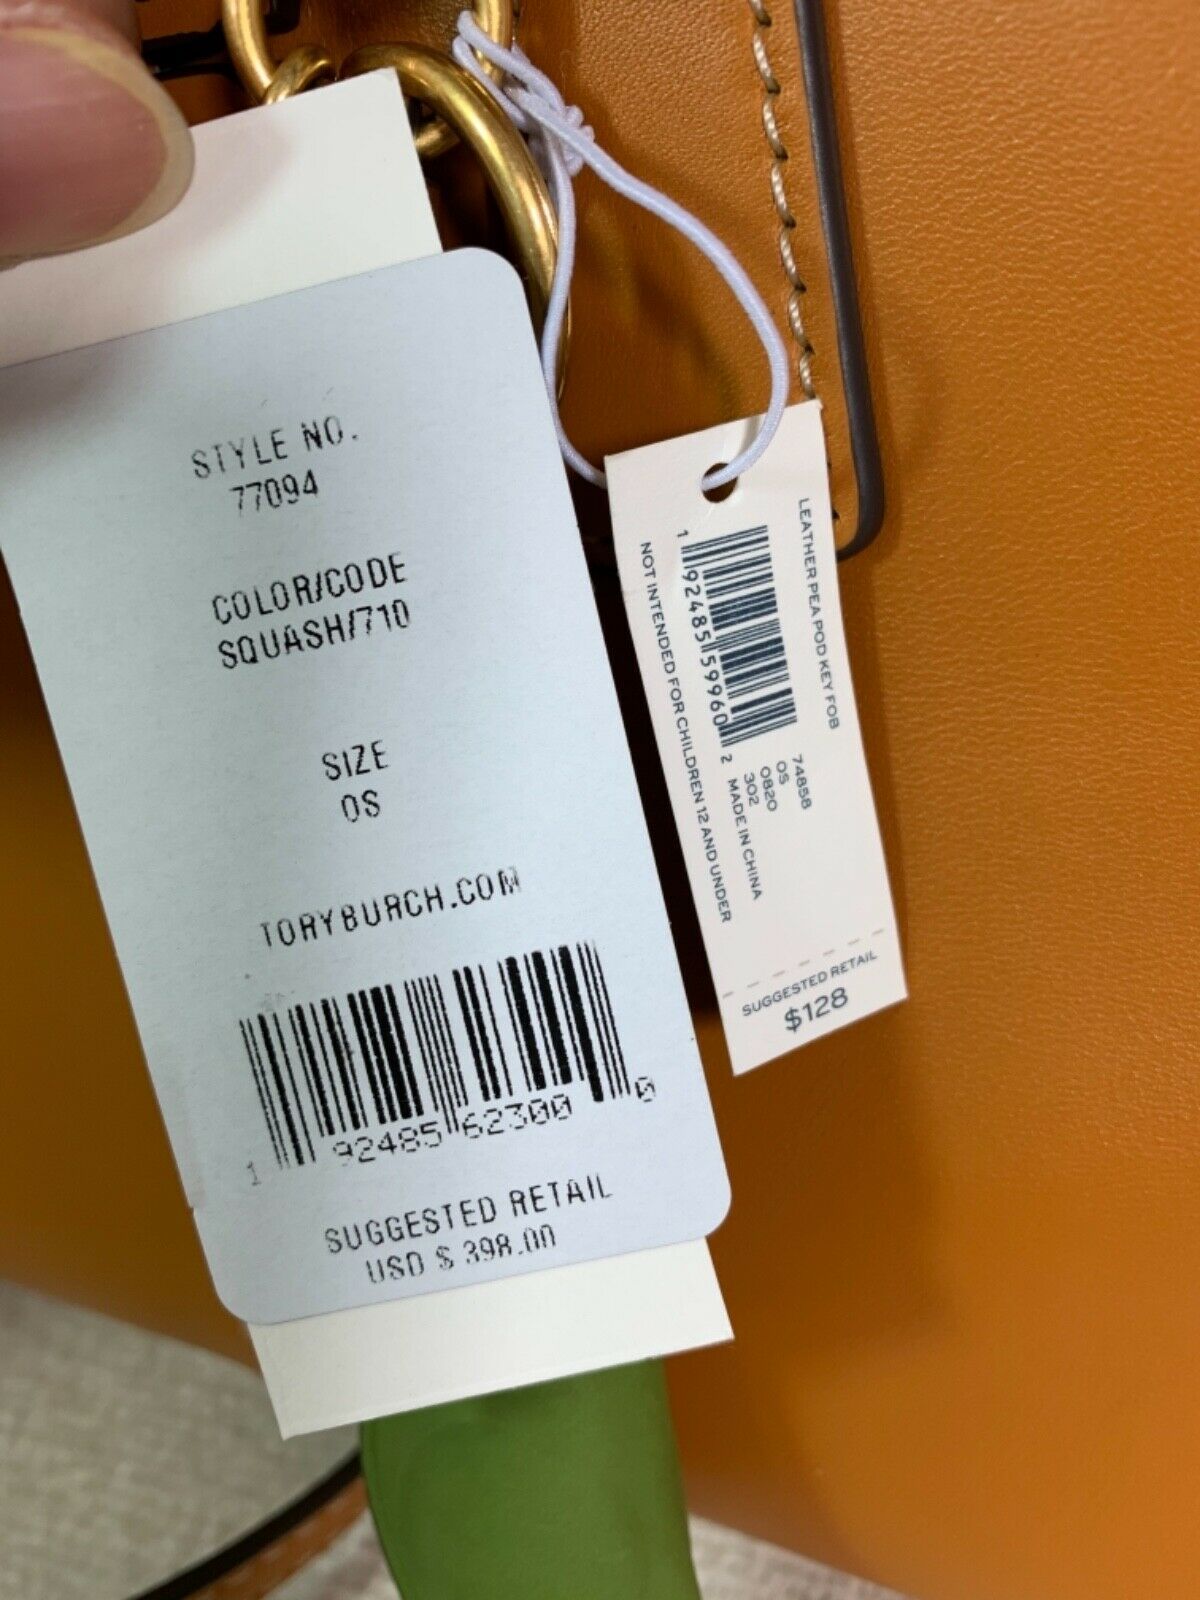 STYLE NO.
77094
COLOR/CODE
SQUASH/710
SIZE
OS
TORYBURCH.COM
1 92485 62300 0
SUGGESTED RETAIL
USD $ 398.00
LEATHER PEA POD KEY FOB
1 92485 59960 2
74858
OS
0820
302
MADE IN CHINA
NOT INTENDED FOR CHILDREN 12 AND UNDER
SUGGESTED RETAIL
$128